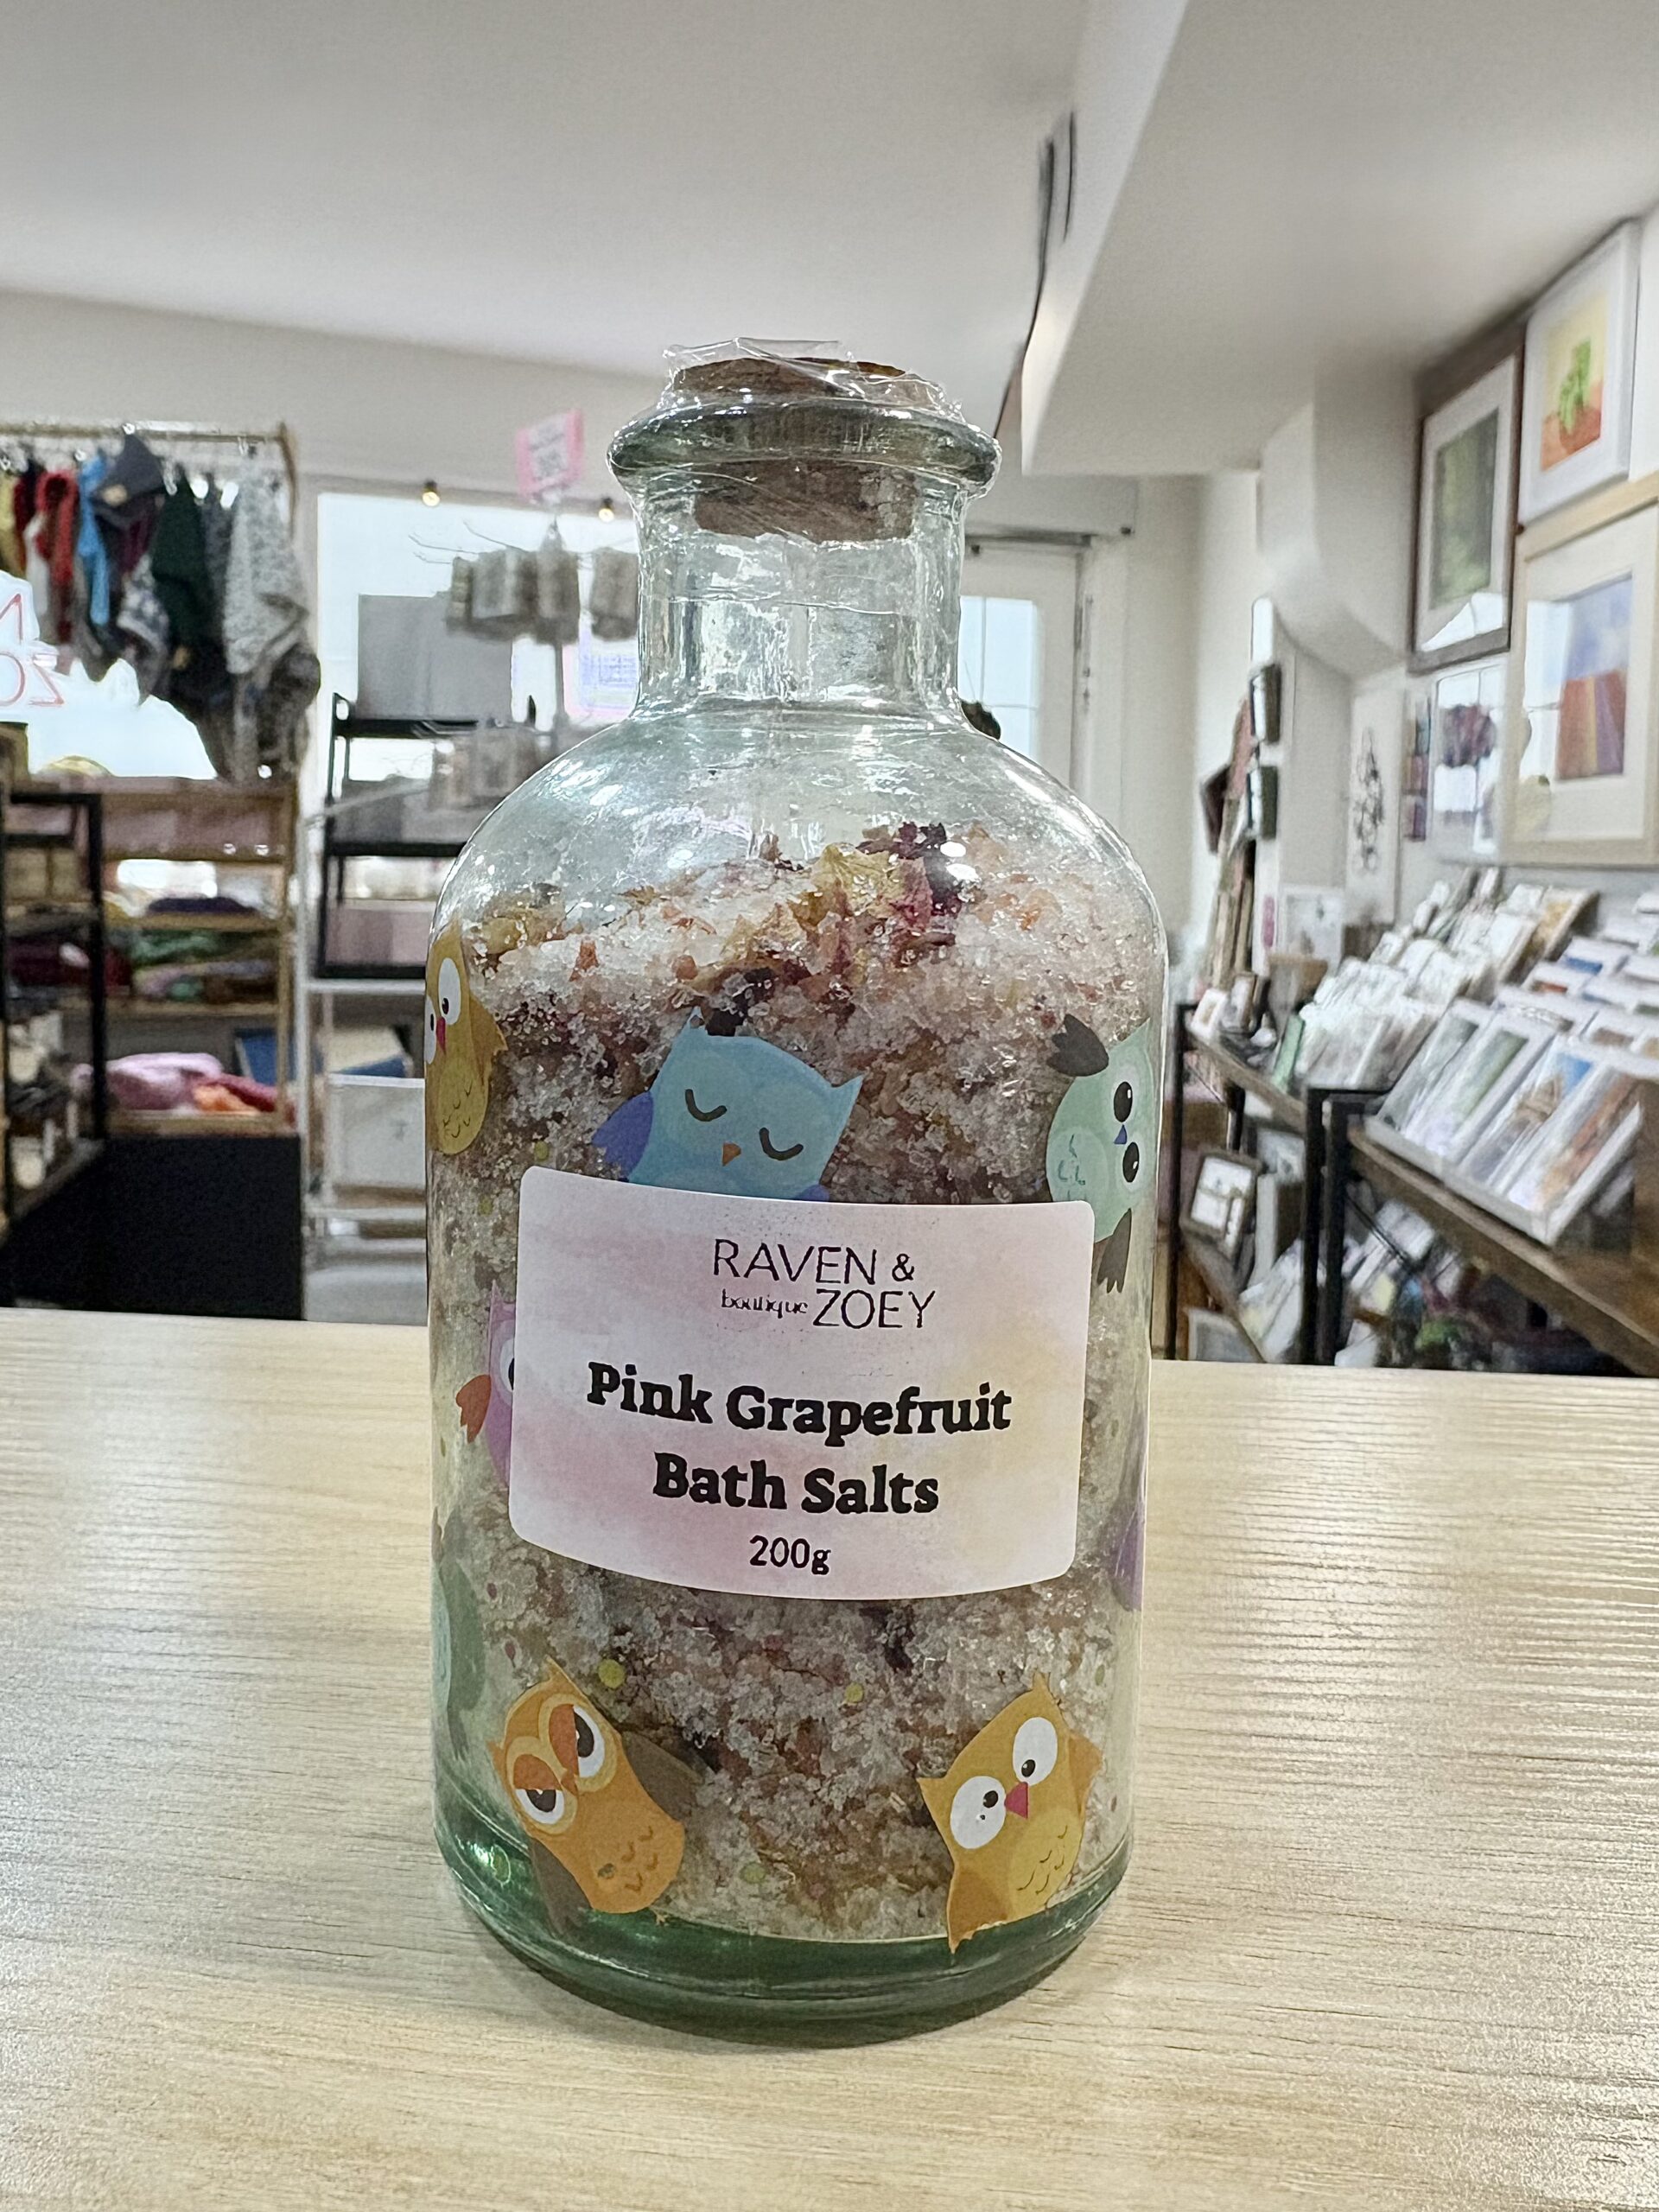 RAVEN &
boutique ZOEY
Pink Grapefruit
Bath Salts
200g